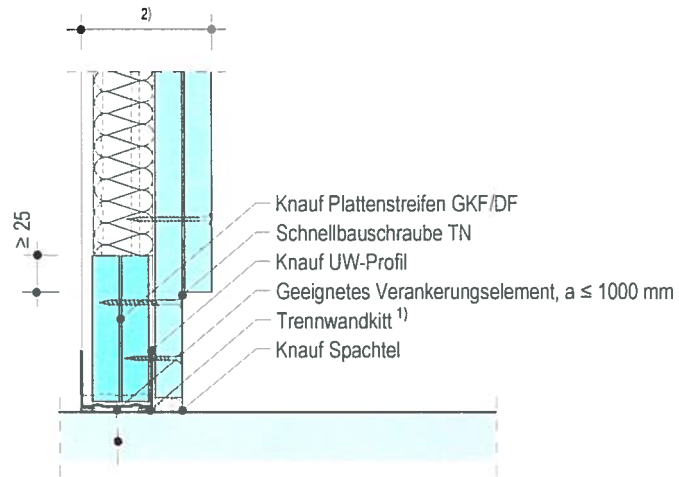 2)
≥ 25
Knauf Plattenstreifen GKF/DF
Schnellbauschraube TN
Knauf UW-Profil
Geeignetes Verankerungselement, a ≤ 1000 mm
Trennwandkitt 1)
Knauf Spachtel